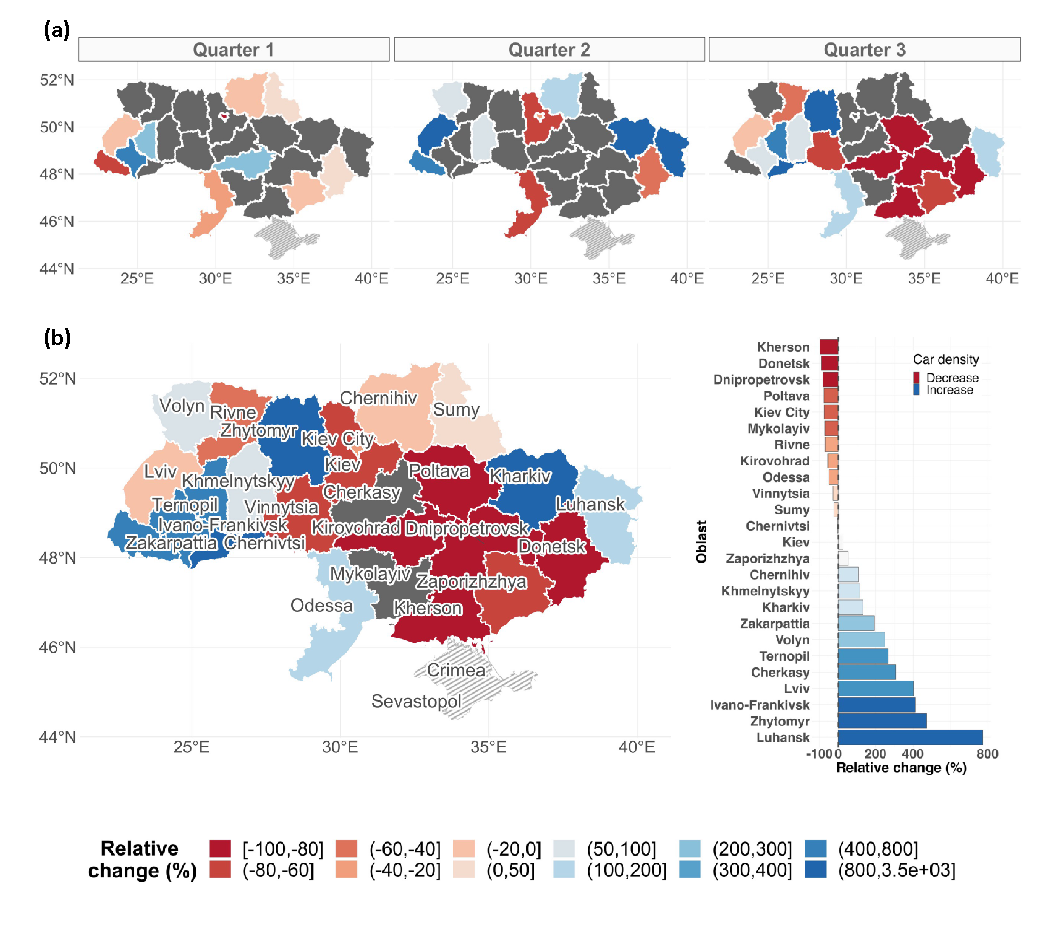 (a)
Quarter 1
Quarter 2
Quarter 3
52°N
50°N
48°N
46°N
44°N
25°E
30°E
35°E
40°E
25°E
30°E
35°E
40°E
25°E
30°E
35°E
40°E
(b)
52°N
50°N
48°N
46°N
44°N
25°E
30°E
35°E
40°E
Volyn
Rivne
Zhytomyr
Chernihiv
Sumy
Kiev City
Kiev
Lviv
Khmelnytskyy
Poltava
Kharkiv
Cherkasy
Ternopil
Vinnytsia
Luhansk
Ivano-Frankivsk
Kirovohrad
Dnipropetrovsk
Zakarpattia
Chernivtsi
Donetsk
Mykolayiv
Zaporizhzhya
Odessa
Kherson
Crimea
Sevastopol
Oblast
Kherson
Donetsk
Dnipropetrovsk
Poltava
Kiev City
Mykolayiv
Rivne
Kirovohrad
Odessa
Vinnytsia
Sumy
Chernivtsi
Kiev
Zaporizhzhya
Chernihiv
Khmelnytskyy
Kharkiv
Zakarpattia
Volyn
Ternopil
Cherkasy
Lviv
Ivano-Frankivsk
Zhytomyr
Luhansk
Car density
Decrease
Increase
-100 0 200 400 800
Relative change (%)
Relative change (%)
[-100,-80] (-60,-40] (-20,0] (50,100] (200,300] (400,800]
(-80,-60] (-40,-20] (0,50] (100,200] (300,400] (800,3.5e+03]